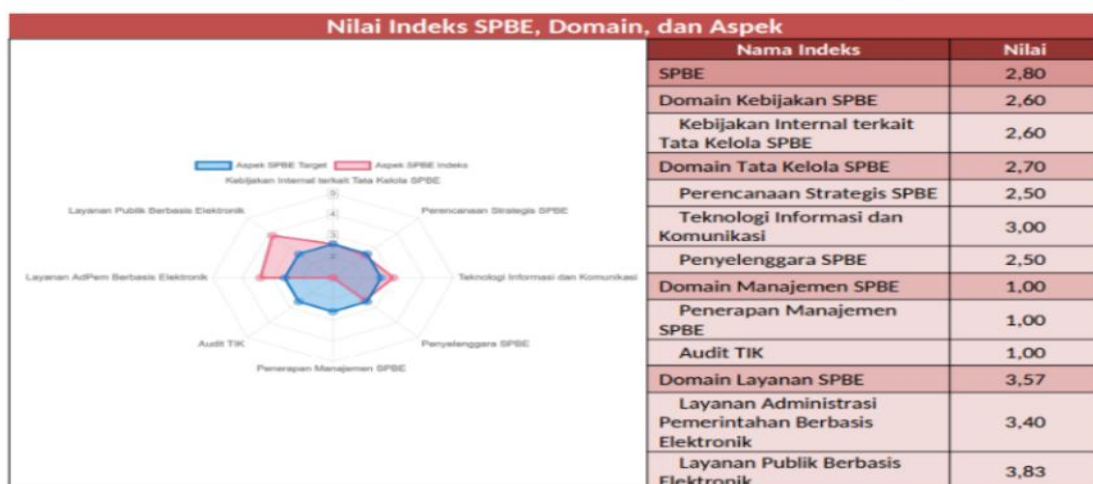 Nilai Indeks SPBE, Domain, dan Aspek
Aspek SPBE Target Aspek SPBE Indeks
Kebijakan Internal terkait Tata Kelola SPBE
Layanan Publik Berbasis Elektronik
Perencanaan Strategis SPBE
Layanan AdPem Berbasis Elektronik
Teknologi Informasi dan Komunikasi
Audit TIK
Penyelenggara SPBE
Penerapan Manajemen SPBE
5
4
3
2
Nama Indeks Nilai
SPBE 2,80
Domain Kebijakan SPBE 2,60
Kebijakan Internal terkait
Tata Kelola SPBE 2,60
Domain Tata Kelola SPBE 2,70
Perencanaan Strategis SPBE 2,50
Teknologi Informasi dan
Komunikasi 3,00
Penyelenggara SPBE 2,50
Domain Manajemen SPBE 1,00
Penerapan Manajemen
SPBE 1,00
Audit TIK 1,00
Domain Layanan SPBE 3,57
Layanan Administrasi
Pemerintahan Berbasis
Elektronik 3,40
Layanan Publik Berbasis
Elektronik 3,83